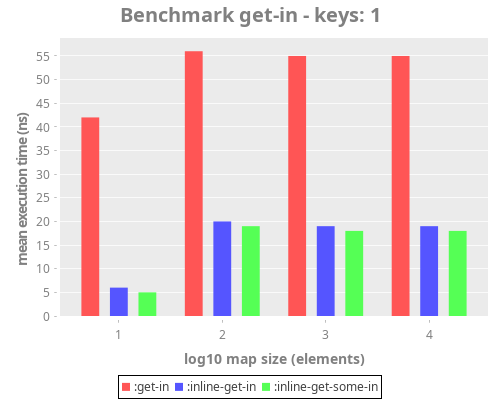 Benchmark get-in - keys: 1
mean execution time (ns)
55
50
45
40
35
30
25
20
15
10
5
0
1 2 3 4
log10 map size (elements)
:get-in :inline-get-in :inline-get-some-in